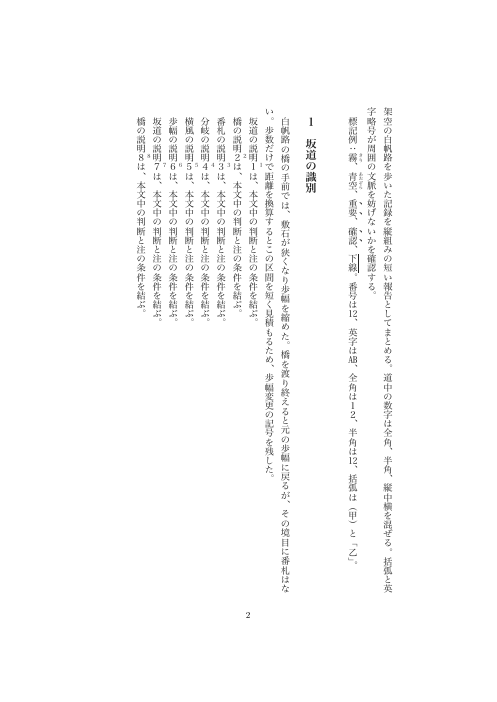 架空の白帆路を歩いた記録を縦組みの短い報告としてまとめる。道中の数字は全角、半角、縦中横を混ぜる。括弧と英
字略号が周囲の文脈を妨げないかを確認する。
標記例：霧、青空、重要、確認、下線。番号は12、英字はAB、全角は１２、半角は12、括弧は（甲）と「乙」。
1 坂道の識別
白帆路の橋の手前では、敷石が狭くなり歩幅を縮めた。橋を渡り終えると元の歩幅に戻るが、その境目に番札はな
い。歩数だけで距離を換算するとこの区間を短く見積もるため、歩幅変更の記号を残した。
坂道の説明1¹は、本文中の判断と注の条件を結ぶ。
橋の説明2²は、本文中の判断と注の条件を結ぶ。
番札の説明3³は、本文中の判断と注の条件を結ぶ。
分岐の説明4⁴は、本文中の判断と注の条件を結ぶ。
横風の説明5⁵は、本文中の判断と注の条件を結ぶ。
歩幅の説明6⁶は、本文中の判断と注の条件を結ぶ。
坂道の説明7⁷は、本文中の判断と注の条件を結ぶ。
橋の説明8⁸は、本文中の判断と注の条件を結ぶ。
2